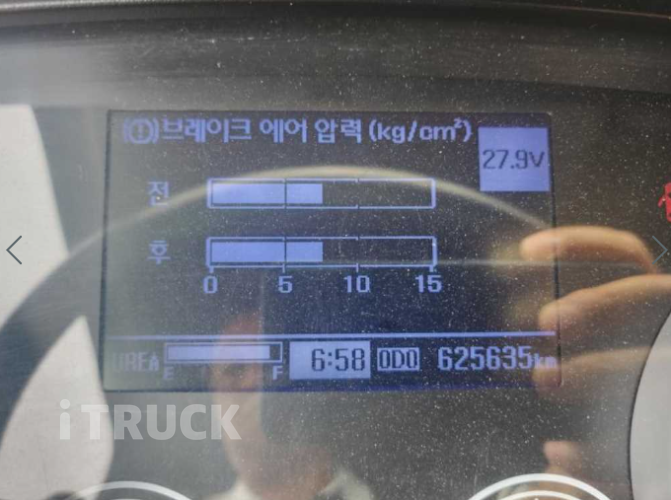 (!) 브레이크 에어 압력 (kg/cm²)
27.9V
전
후
0 5 10 15
UREA E F 6:58 ODO 625635km
iTRUCK